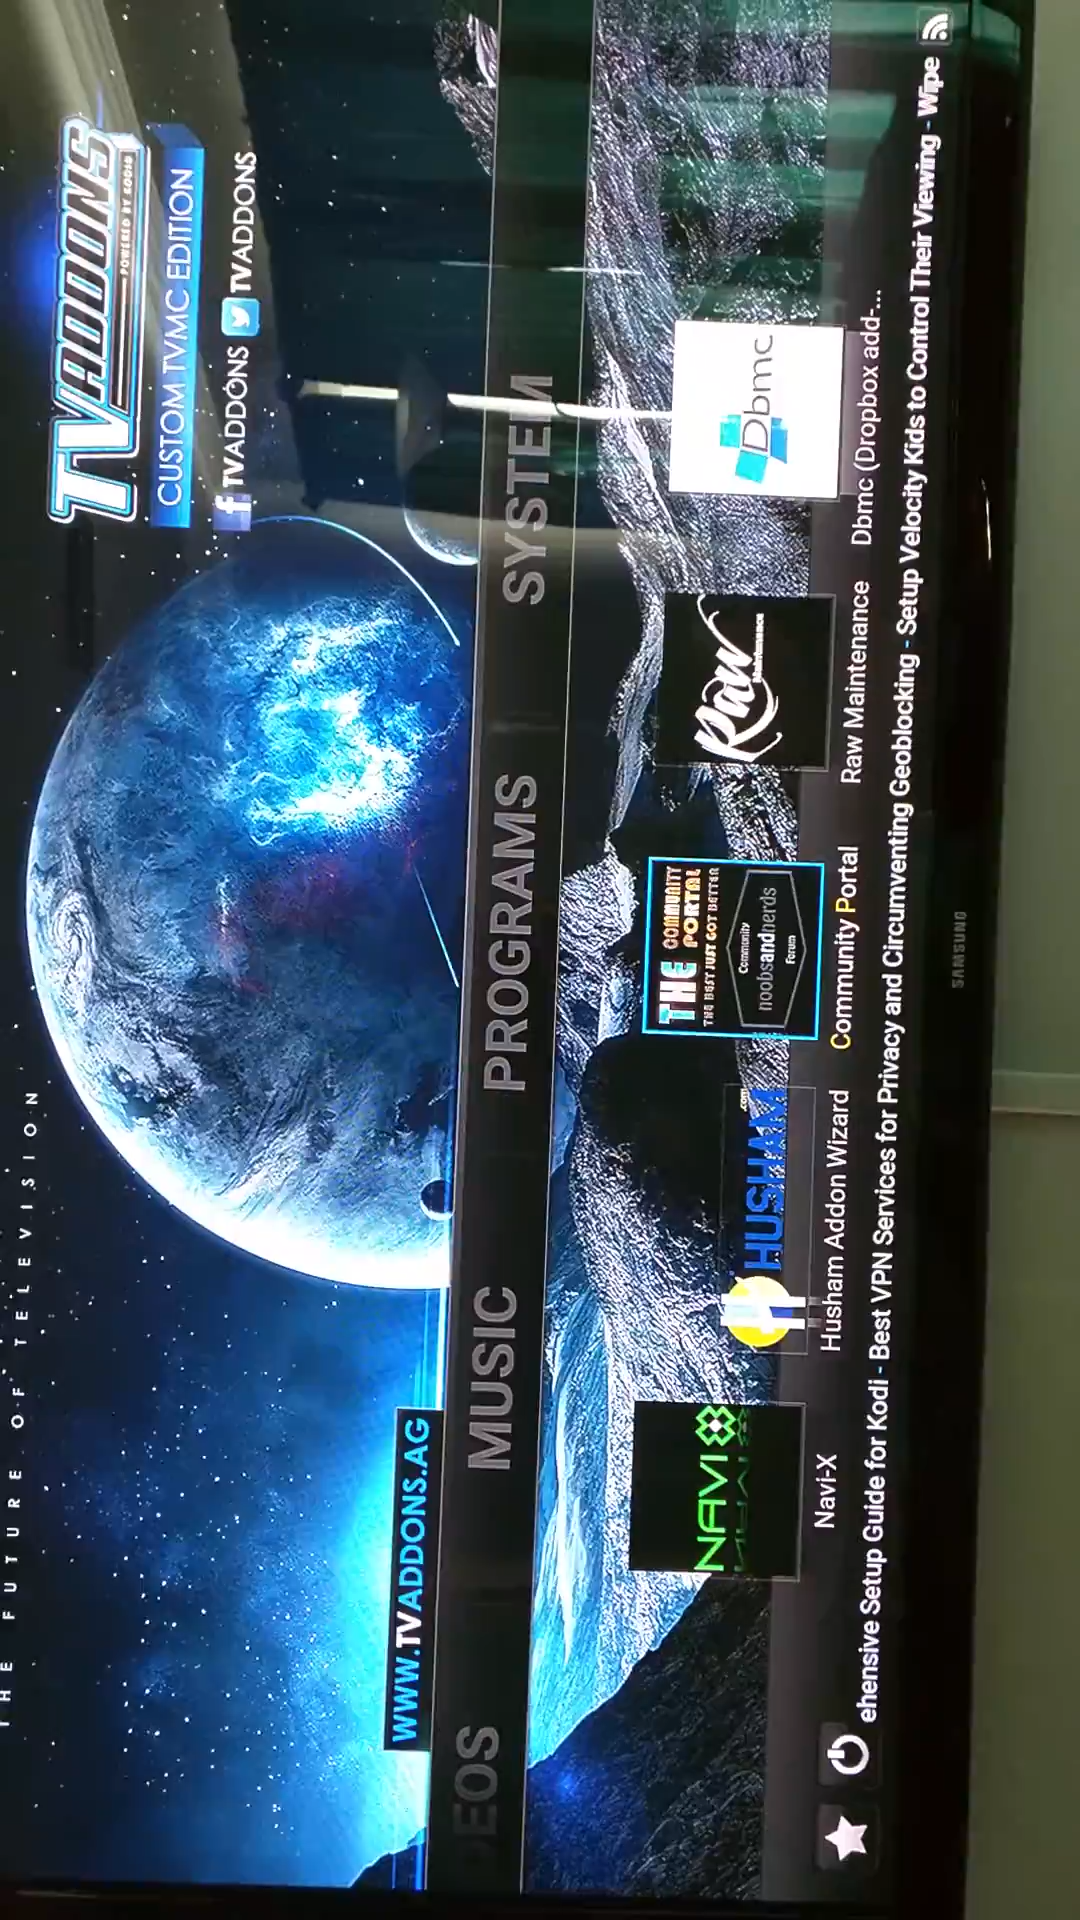 THE FUTURE OF TELEVISION
TVADDONS
POWERED BY KODI®
CUSTOM TVMC EDITION
f TVADDONS TVADDONS
WWW.TVADDONS.AG
EOS MUSIC PROGRAMS SYSTEM
NAVI
Navi-X
HUSHAM
.com
Husham Addon Wizard
THE COMMUNITY PORTAL
THE BEST JUST GOT BETTER
Community
noobsandnerds
Forum
Community Portal
Raw
Maintenance
Raw Maintenance
Dbmc
Dbmc (Dropbox add-...
ehensive Setup Guide for Kodi - Best VPN Services for Privacy and Circumventing Geoblocking - Setup Velocity Kids to Control Their Viewing - Wipe
SAMSUNG